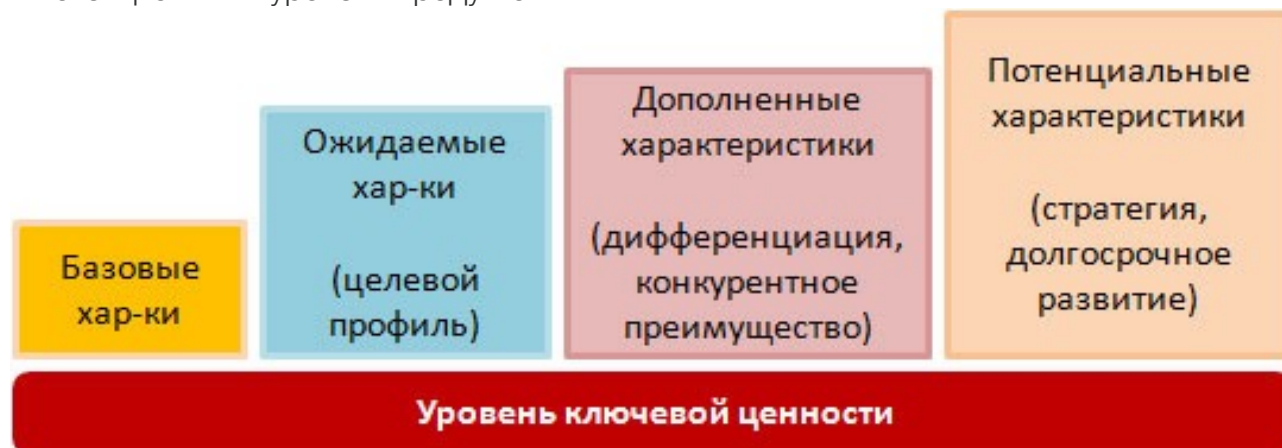 Базовые
хар-ки
Ожидаемые
хар-ки
(целевой
профиль)
Дополненные
характеристики
(дифференциация,
конкурентное
преимущество)
Потенциальные
характеристики
(стратегия,
долгосрочное
развитие)
Уровень ключевой ценности